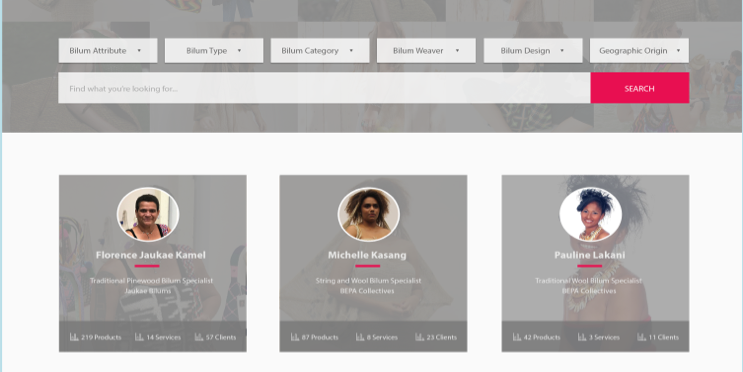 Bilum Attribute
Bilum Type
Bilum Category
Bilum Weaver
Bilum Design
Geographic Origin
Find what you're looking for...
SEARCH
Florence Jaukae Kamel
Traditional Pinewood Bilum Specialist
Jaukae Bilums
219 Products
14 Services
57 Clients
Michelle Kasang
String and Wool Bilum Specialist
BEPA Collectives
87 Products
8 Services
23 Clients
Pauline Lakani
Traditional Wool Bilum Specialist
BEPA Collectives
42 Products
3 Services
11 Clients